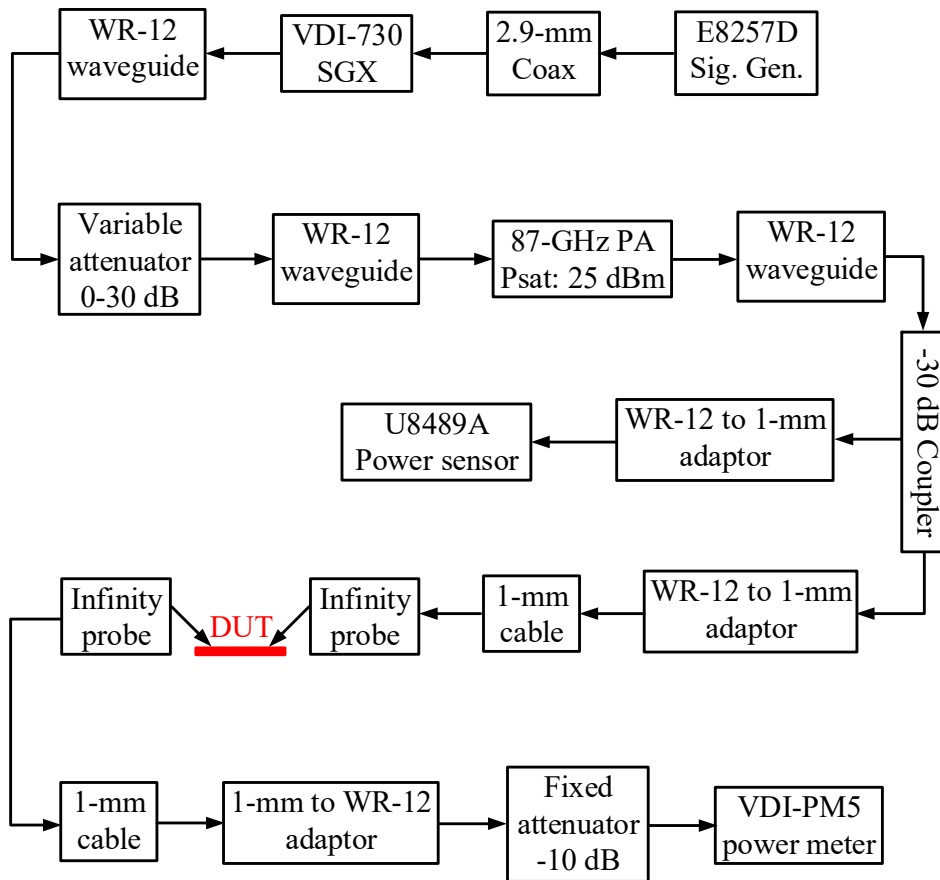 WR-12
waveguide
VDI-730
SGX
2.9-mm
Coax
E8257D
Sig. Gen.
Variable
attenuator
0-30 dB
WR-12
waveguide
87-GHz PA
Psat: 25 dBm
WR-12
waveguide
-30 dB Coupler
U8489A
Power sensor
WR-12 to 1-mm
adaptor
Infinity
probe
DUT
Infinity
probe
1-mm
cable
WR-12 to 1-mm
adaptor
1-mm
cable
1-mm to WR-12
adaptor
Fixed
attenuator
-10 dB
VDI-PM5
power meter